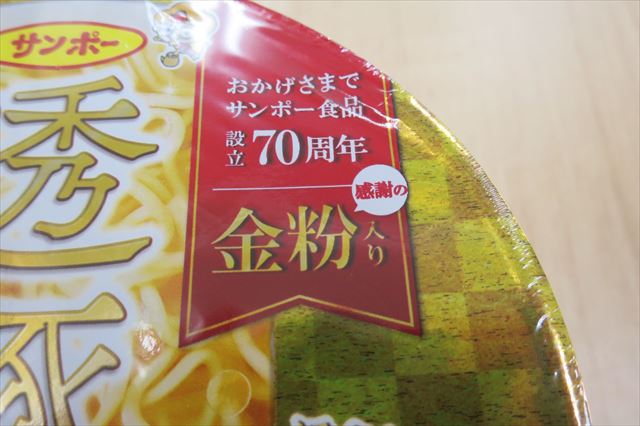 サンポー
おかげさまで
サンポー食品
設立70周年
感謝の
金粉入り
秀